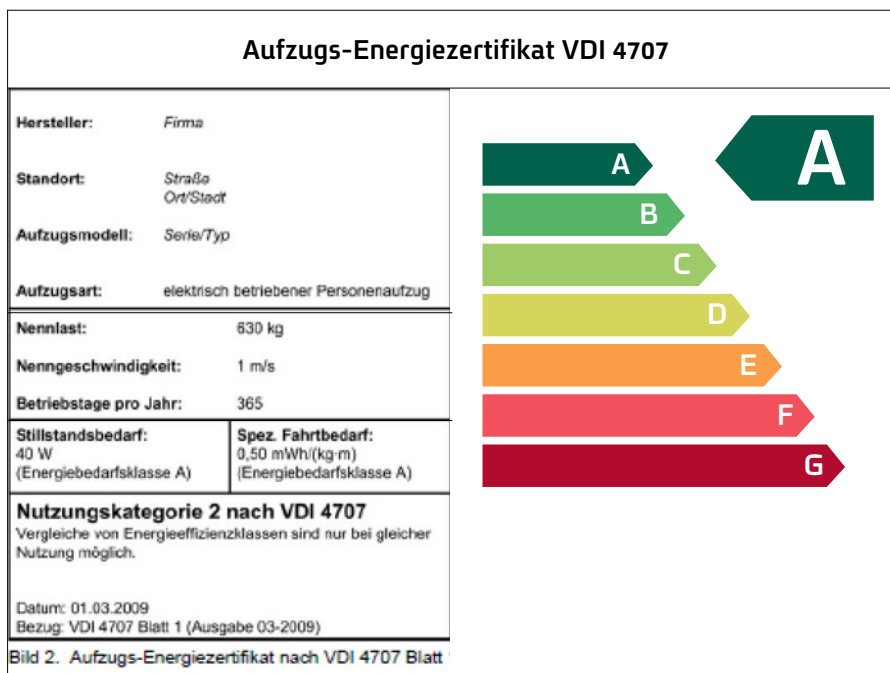 Aufzugs-Energiezertifikat VDI 4707
Hersteller: Firma
Standort: Straße
Ort/Stadt
Aufzugsmodell: Serie/Typ
Aufzugsart: elektrisch betriebener Personenaufzug
Nennlast: 630 kg
Nenngeschwindigkeit: 1 m/s
Betriebstage pro Jahr: 365
Stillstandsbedarf:
40 W
(Energiebedarfsklasse A)
Spez. Fahrtbedarf:
0,50 mWh/(kg·m)
(Energiebedarfsklasse A)
Nutzungskategorie 2 nach VDI 4707
Vergleiche von Energieeffizienzklassen sind nur bei gleicher
Nutzung möglich.
Datum: 01.03.2009
Bezug: VDI 4707 Blatt 1 (Ausgabe 03-2009)
Bild 2. Aufzugs-Energiezertifikat nach VDI 4707 Blatt
A
A
B
C
D
E
F
G